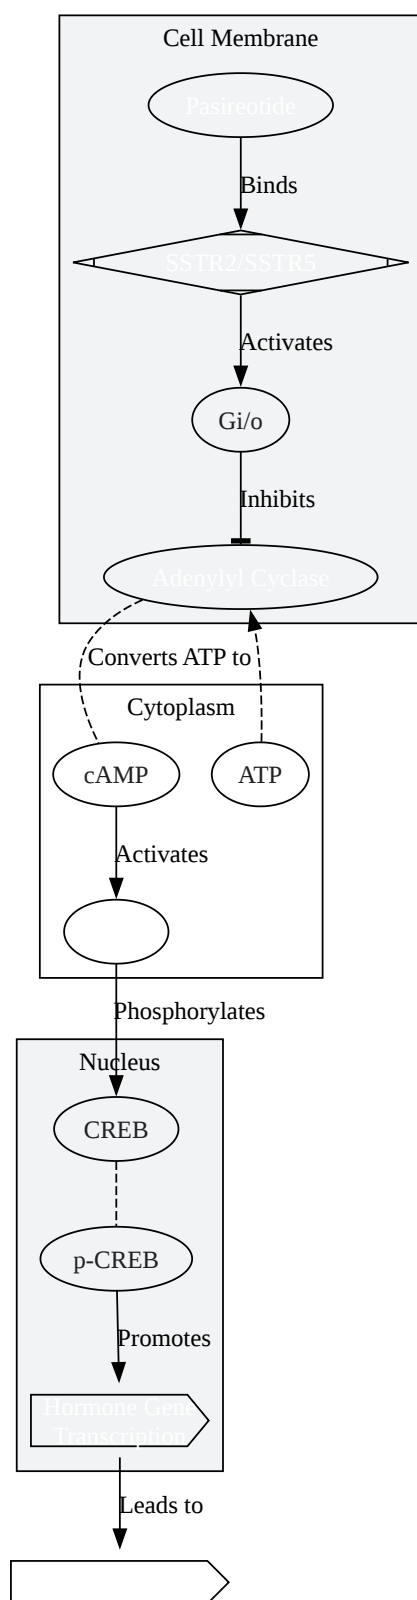 Cell Membrane
Pasireotide
Binds
SSTR2/SSTR5
Activates
Gi/o
Inhibits
Adenylyl Cyclase
Converts ATP to
Cytoplasm
cAMP
ATP
Activates
Phosphorylates
Nucleus
CREB
p-CREB
Promotes
Hormone Gene
Transcription
Leads to